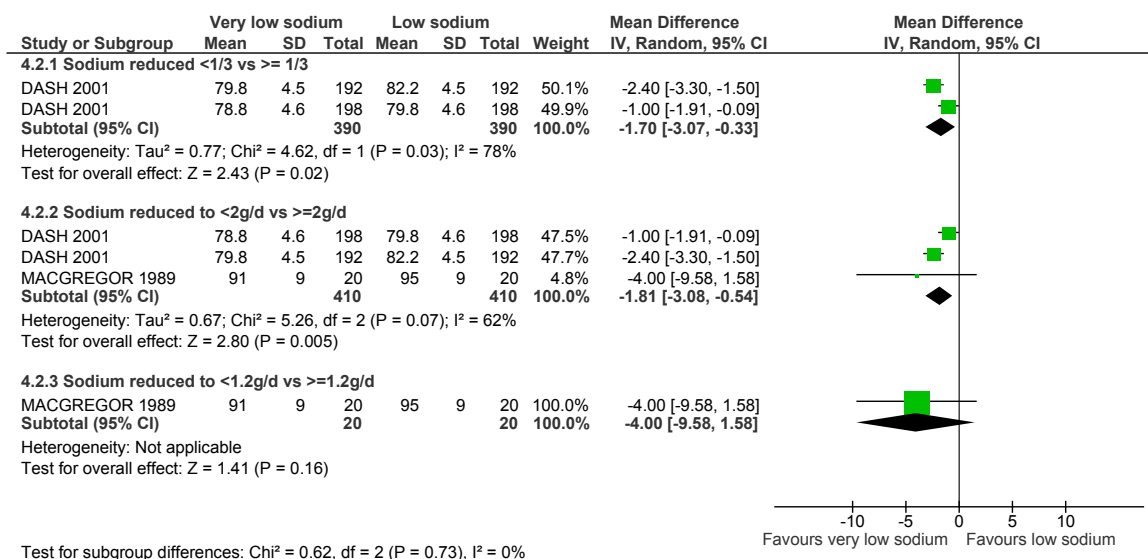 Very low sodium Low sodium Mean Difference Mean Difference
Study or Subgroup Mean SD Total Mean SD Total Weight IV, Random, 95% CI IV, Random, 95% CI
4.2.1 Sodium reduced <1/3 vs >= 1/3
DASH 2001 79.8 4.5 192 82.2 4.5 192 50.1% -2.40 [-3.30, -1.50]
DASH 2001 78.8 4.6 198 79.8 4.6 198 49.9% -1.00 [-1.91, -0.09]
Subtotal (95% CI) 390 390 100.0% -1.70 [-3.07, -0.33]
Heterogeneity: Tau² = 0.77; Chi² = 4.62, df = 1 (P = 0.03); I² = 78%
Test for overall effect: Z = 2.43 (P = 0.02)
4.2.2 Sodium reduced to <2g/d vs >=2g/d
DASH 2001 78.8 4.6 198 79.8 4.6 198 47.5% -1.00 [-1.91, -0.09]
DASH 2001 79.8 4.5 192 82.2 4.5 192 47.7% -2.40 [-3.30, -1.50]
MACGREGOR 1989 91 9 20 95 9 20 4.8% -4.00 [-9.58, 1.58]
Subtotal (95% CI) 410 410 100.0% -1.81 [-3.08, -0.54]
Heterogeneity: Tau² = 0.67; Chi² = 5.26, df = 2 (P = 0.07); I² = 62%
Test for overall effect: Z = 2.80 (P = 0.005)
4.2.3 Sodium reduced to <1.2g/d vs >=1.2g/d
MACGREGOR 1989 91 9 20 95 9 20 100.0% -4.00 [-9.58, 1.58]
Subtotal (95% CI) 20 20 100.0% -4.00 [-9.58, 1.58]
Heterogeneity: Not applicable
Test for overall effect: Z = 1.41 (P = 0.16)
-10 -5 0 5 10
Favours very low sodium Favours low sodium
Test for subgroup differences: Chi² = 0.62, df = 2 (P = 0.73), I² = 0%